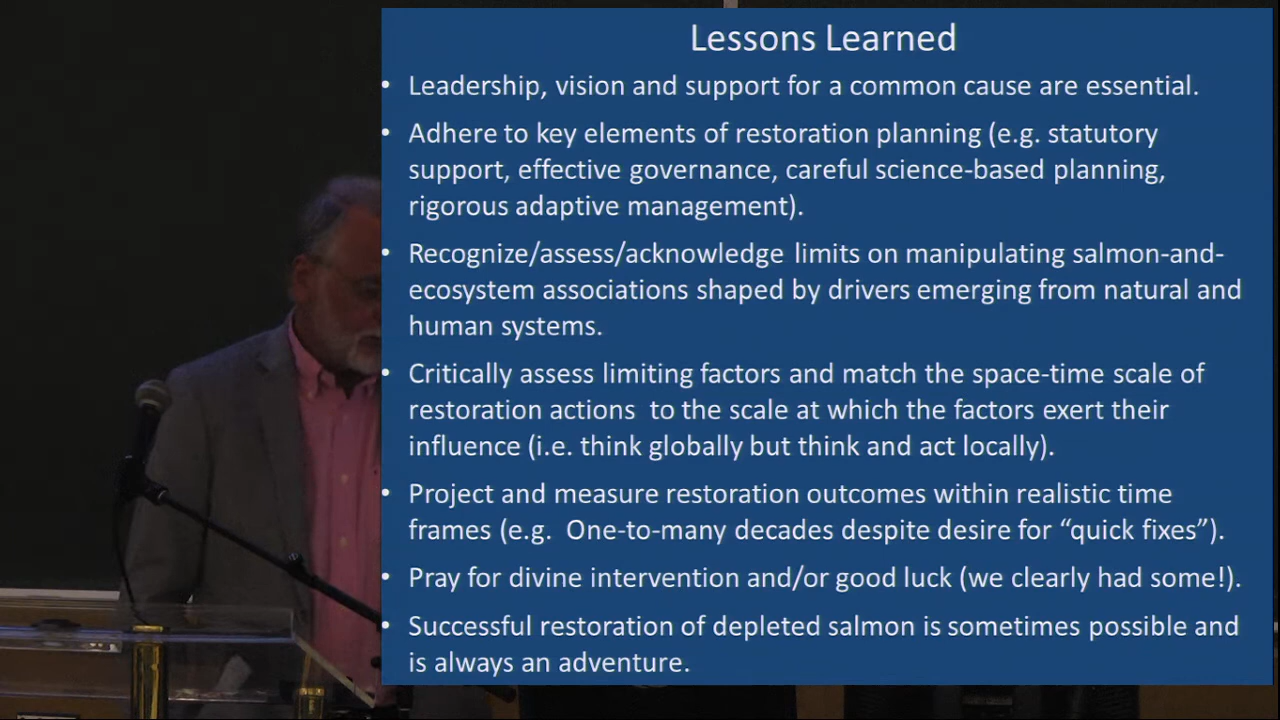 Lessons Learned
• Leadership, vision and support for a common cause are essential.
• Adhere to key elements of restoration planning (e.g. statutory
support, effective governance, careful science-based planning,
rigorous adaptive management).
• Recognize/assess/acknowledge limits on manipulating salmon-and-
ecosystem associations shaped by drivers emerging from natural and
human systems.
• Critically assess limiting factors and match the space-time scale of
restoration actions to the scale at which the factors exert their
influence (i.e. think globally but think and act locally).
• Project and measure restoration outcomes within realistic time
frames (e.g. One-to-many decades despite desire for “quick fixes”).
• Pray for divine intervention and/or good luck (we clearly had some!).
• Successful restoration of depleted salmon is sometimes possible and
is always an adventure.